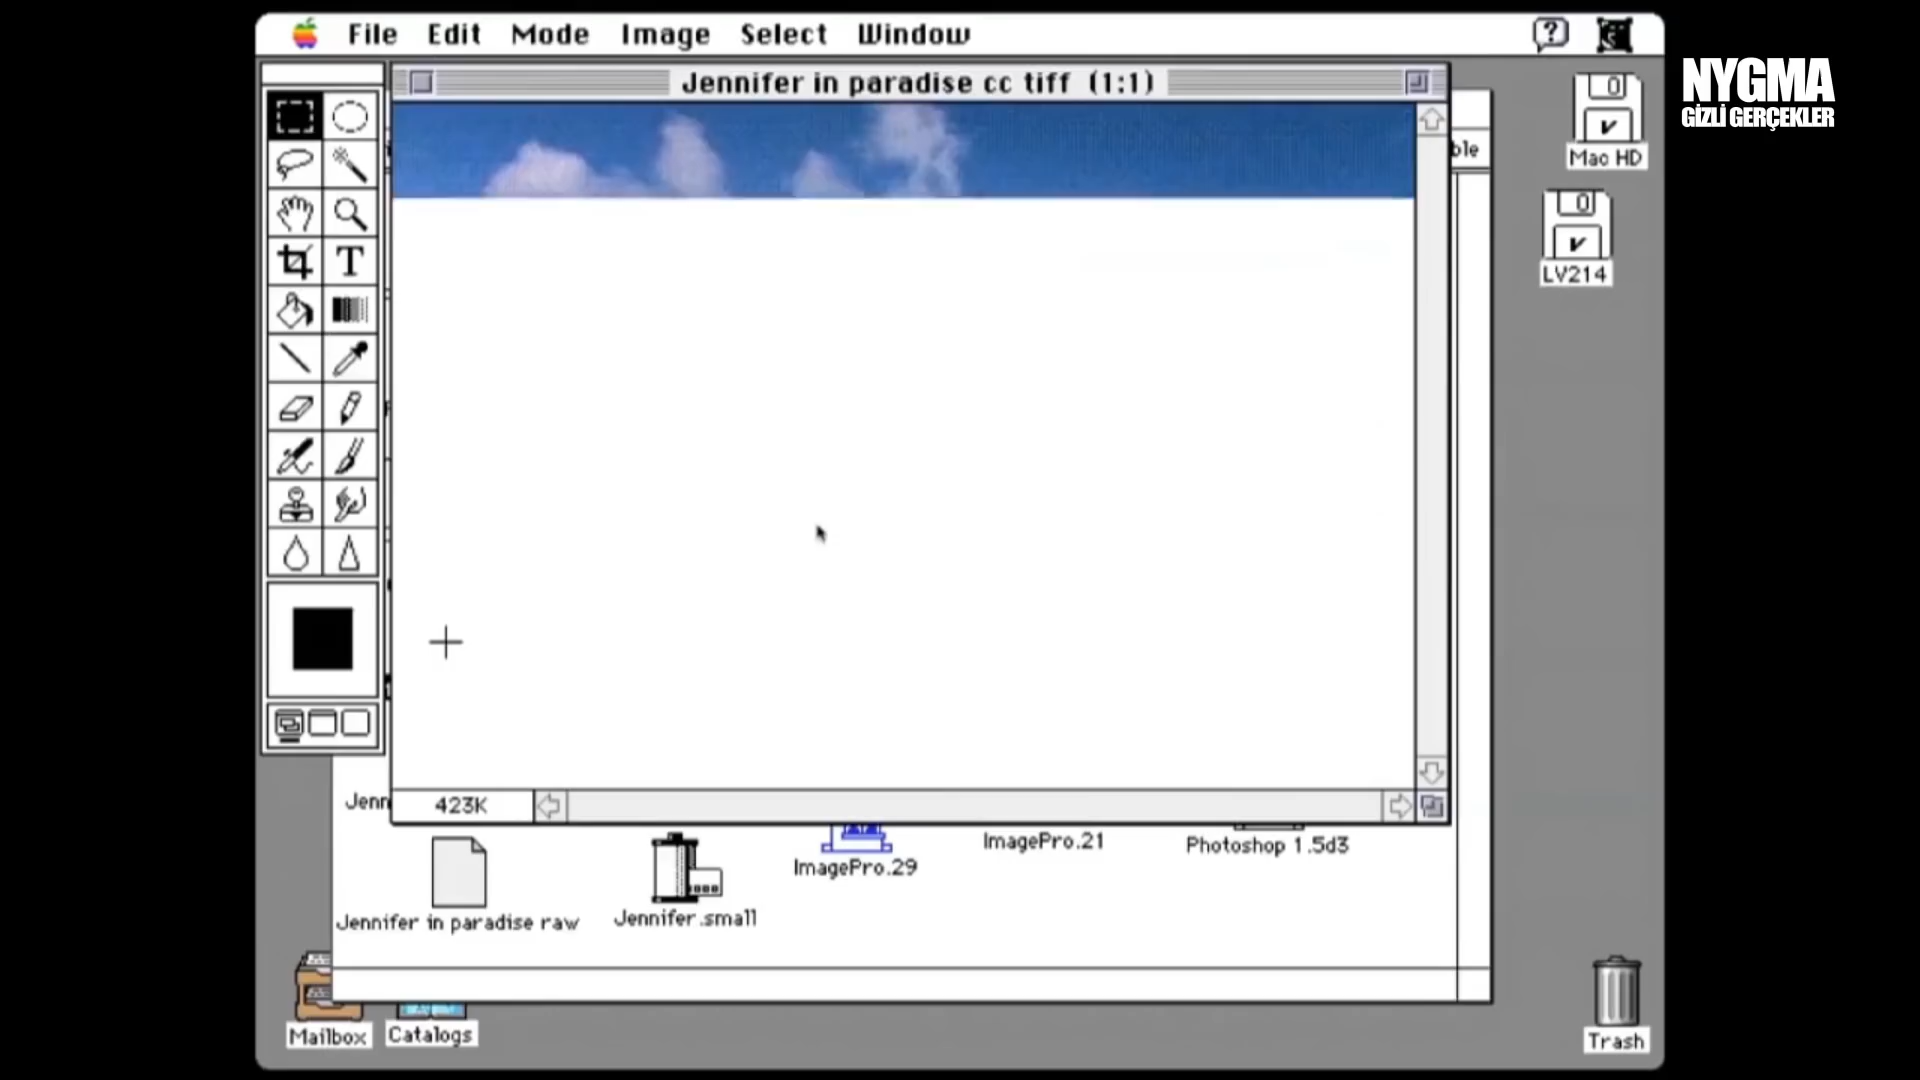 File Edit Mode Image Select Window
NYGMA
GİZLİ GERÇEKLER
Jennifer in paradise cc tiff (1:1)
ble
Mac HD
LV214
T
Jenn
423K
ImagePro.29
ImagePro.21
Photoshop 1.5d3
Jennifer in paradise raw
Jennifer.small
Mailbox
Catalogs
Trash